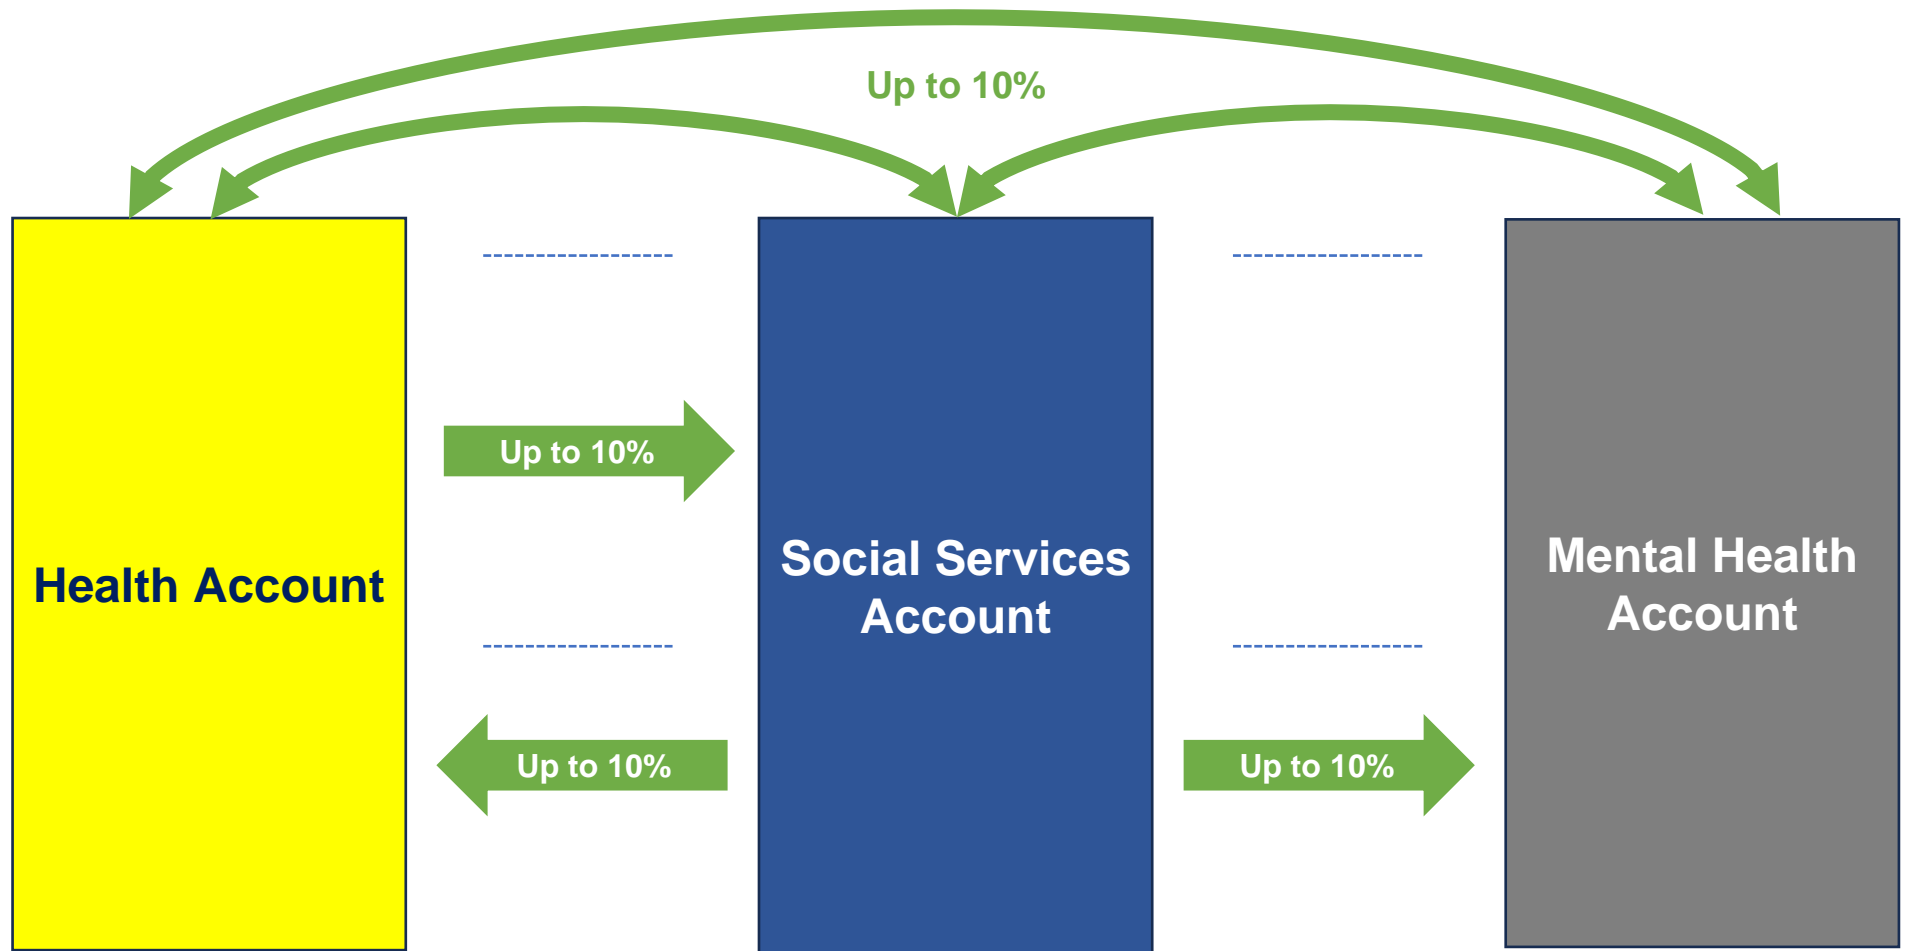 Up to 10%
Up to 10%
Health Account
Social Services
Account
Mental Health
Account
Up to 10%
Up to 10%